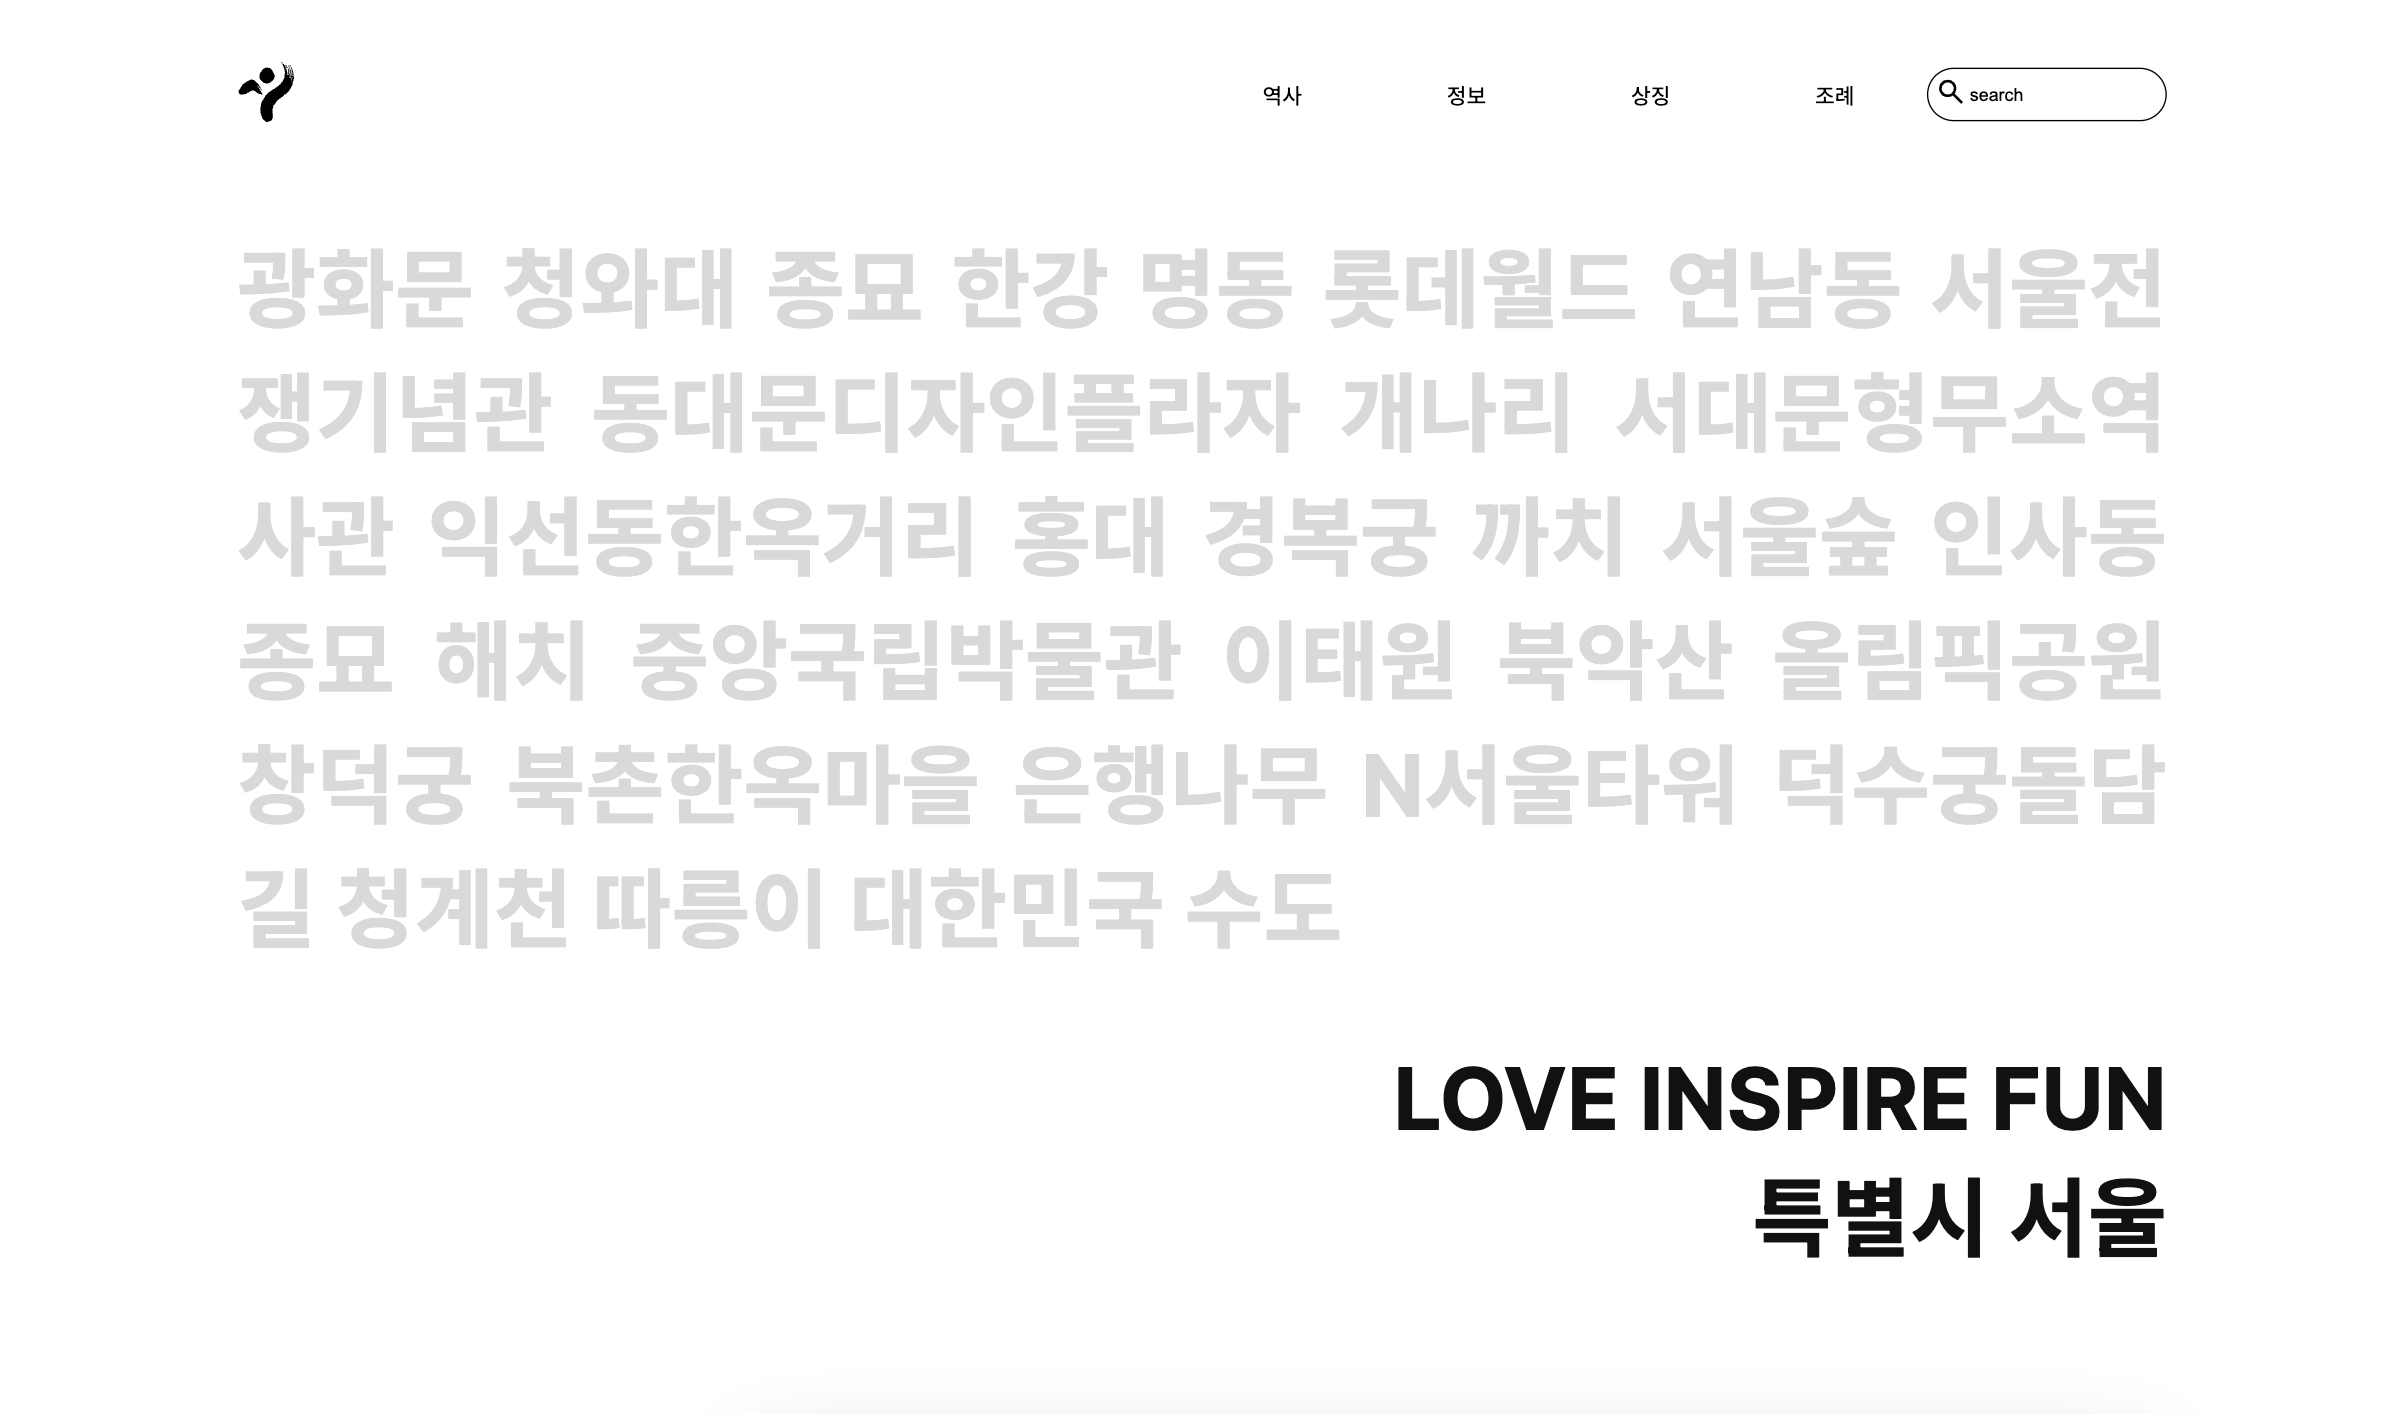 역사 정보 상징 조례 search
광화문 청와대 종묘 한강 명동 롯데월드 연남동 서울전
쟁기념관 동대문디자인플라자 개나리 서대문형무소역
사관 익선동한옥거리 홍대 경복궁 까치 서울숲 인사동
종묘 해치 중앙국립박물관 이태원 북악산 올림픽공원
창덕궁 북촌한옥마을 은행나무 N서울타워 덕수궁돌담
길 청계천 따릉이 대한민국 수도
LOVE INSPIRE FUN
특별시 서울